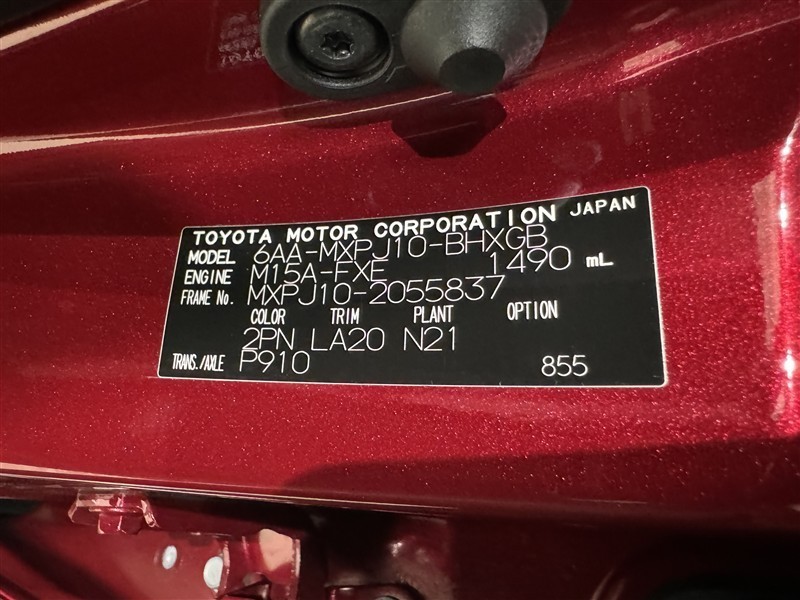 TOYOTA MOTOR CORPORATION JAPAN
MODEL 6AA-MXPJ10-BHXGB
ENGINE M15A-FXE 1490 mL
FRAME No. MXPJ10-2055837
COLOR TRIM PLANT OPTION
2PN LA20 N21
TRANS./AXLE P910 855